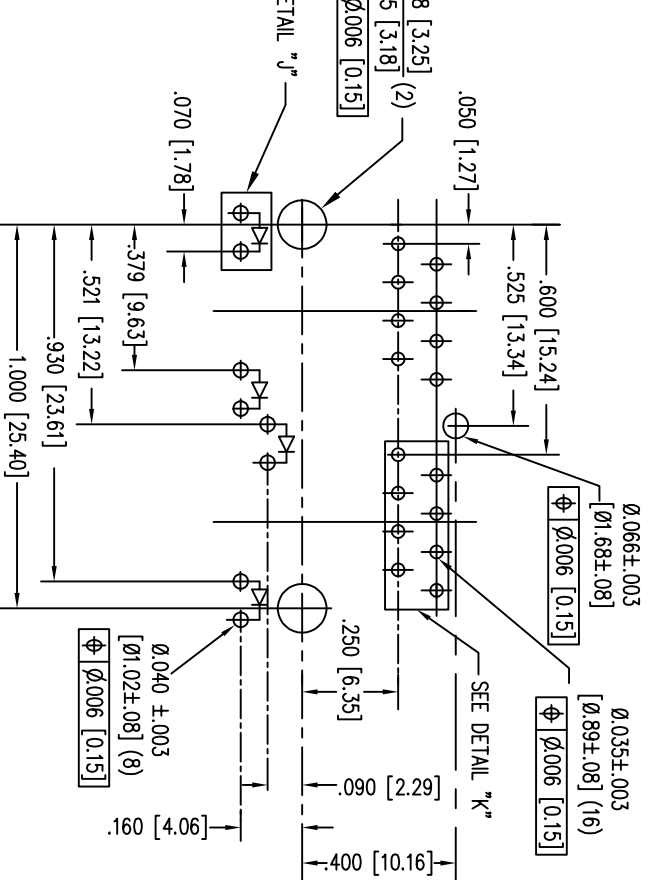 8 [3.25]
5 [3.18] (2)
Ø.006 [0.15]
ETAIL "J"
.070 [1.78]
.050 [1.27]
.600 [15.24]
.525 [13.34]
.379 [9.63]
.521 [13.22]
.930 [23.61]
1.000 [25.40]
Ø.066±.003
[Ø1.68±.08]
Ø.006 [0.15]
Ø.035±.003
[Ø.89±.08] (16)
Ø.006 [0.15]
SEE DETAIL "K"
.250 [6.35]
Ø.040 ±.003
[Ø1.02±.08] (8)
Ø.006 [0.15]
.090 [2.29]
.160 [4.06]
.400 [10.16]